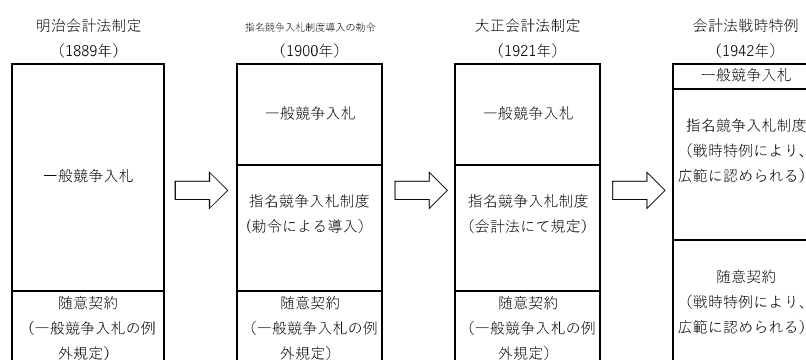 明治会計法制定
（1889年）
一般競争入札
随意契約
（一般競争入札の例
外規定）
指名競争入札制度導入の勅令
（1900年）
一般競争入札
指名競争入札制度
（勅令による導入）
随意契約
（一般競争入札の例
外規定）
大正会計法制定
（1921年）
一般競争入札
指名競争入札制度
（会計法にて規定）
随意契約
（一般競争入札の例
外規定）
会計法戦時特例
（1942年）
一般競争入札
指名競争入札制度
（戦時特例により、
広範に認められる）
随意契約
（戦時特例により、
広範に認められる）